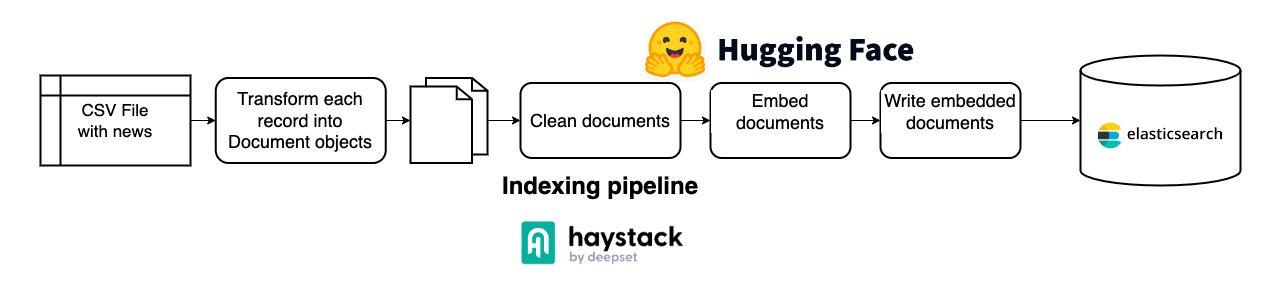 Hugging Face
CSV File
with news
Transform each
record into
Document objects
Clean documents
Embed
documents
Write embedded
documents
elasticsearch
Indexing pipeline
haystack
by deepset